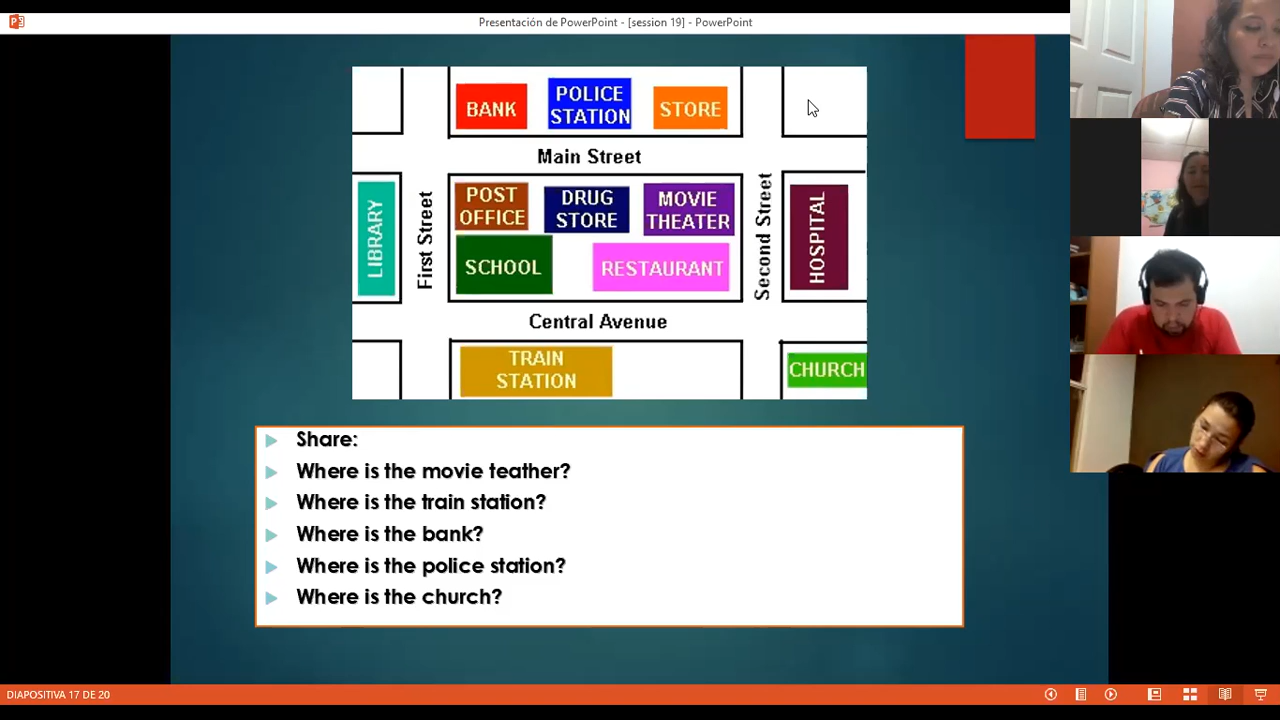 Presentación de PowerPoint - [session 19] - PowerPoint
BANK
POLICE
STATION
STORE
Main Street
LIBRARY
First Street
POST
OFFICE
DRUG
STORE
MOVIE
THEATER
SCHOOL
RESTAURANT
Second Street
HOSPITAL
Central Avenue
TRAIN
STATION
CHURCH
Share:
Where is the movie teather?
Where is the train station?
Where is the bank?
Where is the police station?
Where is the church?
DIAPOSITIVA 17 DE 20